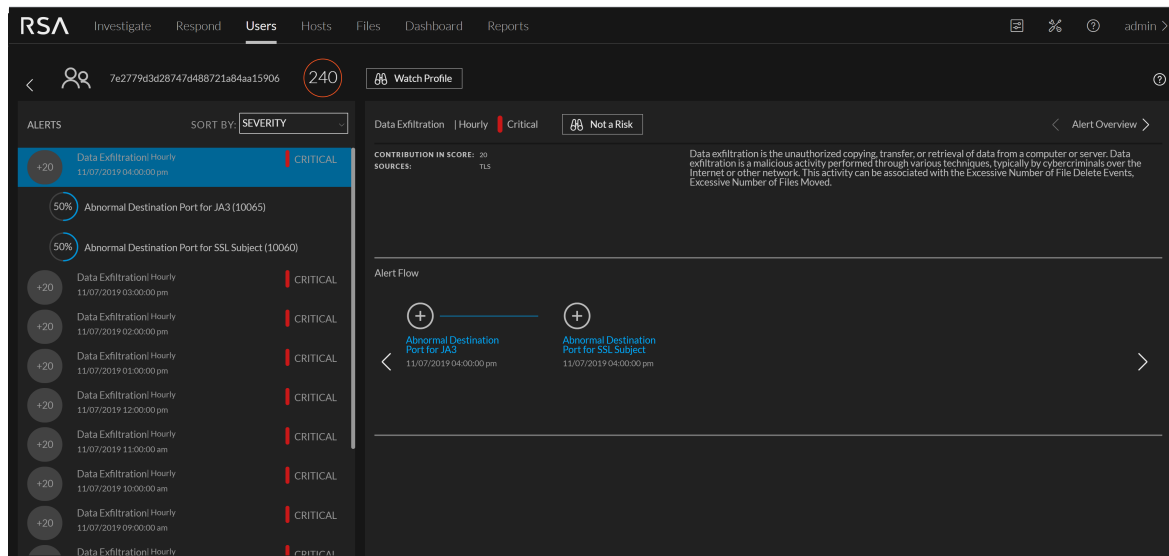 RSA Investigate Respond Users Hosts Files Dashboard Reports admin >
7e2779d3d28747d488721a84aa15906 240 Watch Profile
ALERTS SORT BY: SEVERITY
Data Exfiltration | Hourly Critical Not a Risk Alert Overview
+20 Data Exfiltration| Hourly CRITICAL
11/07/2019 04:00:00 pm
50% Abnormal Destination Port for JA3 (10065)
50% Abnormal Destination Port for SSL Subject (10060)
+20 Data Exfiltration| Hourly CRITICAL
11/07/2019 03:00:00 pm
+20 Data Exfiltration| Hourly CRITICAL
11/07/2019 02:00:00 pm
+20 Data Exfiltration| Hourly CRITICAL
11/07/2019 01:00:00 pm
+20 Data Exfiltration| Hourly CRITICAL
11/07/2019 12:00:00 pm
+20 Data Exfiltration| Hourly CRITICAL
11/07/2019 11:00:00 am
+20 Data Exfiltration| Hourly CRITICAL
11/07/2019 10:00:00 am
+20 Data Exfiltration| Hourly CRITICAL
11/07/2019 09:00:00 am
Data Exfiltration| Hourly CRITICAL
CONTRIBUTION IN SCORE: 20
SOURCES: TLS
Data exfiltration is the unauthorized copying, transfer, or retrieval of data from a computer or server. Data
exfiltration is a malicious activity performed through various techniques, typically by cybercriminals over the
Internet or other network. This activity can be associated with the Excessive Number of File Delete Events,
Excessive Number of Files Moved.
Alert Flow
Abnormal Destination
Port for JA3
11/07/2019 04:00:00 pm
Abnormal Destination
Port for SSL Subject
11/07/2019 04:00:00 pm